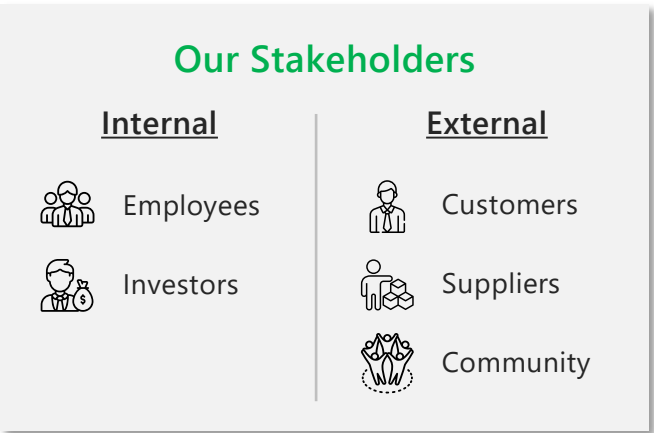 Our Stakeholders
Internal
Employees
Investors
$
External
Customers
Suppliers
Community